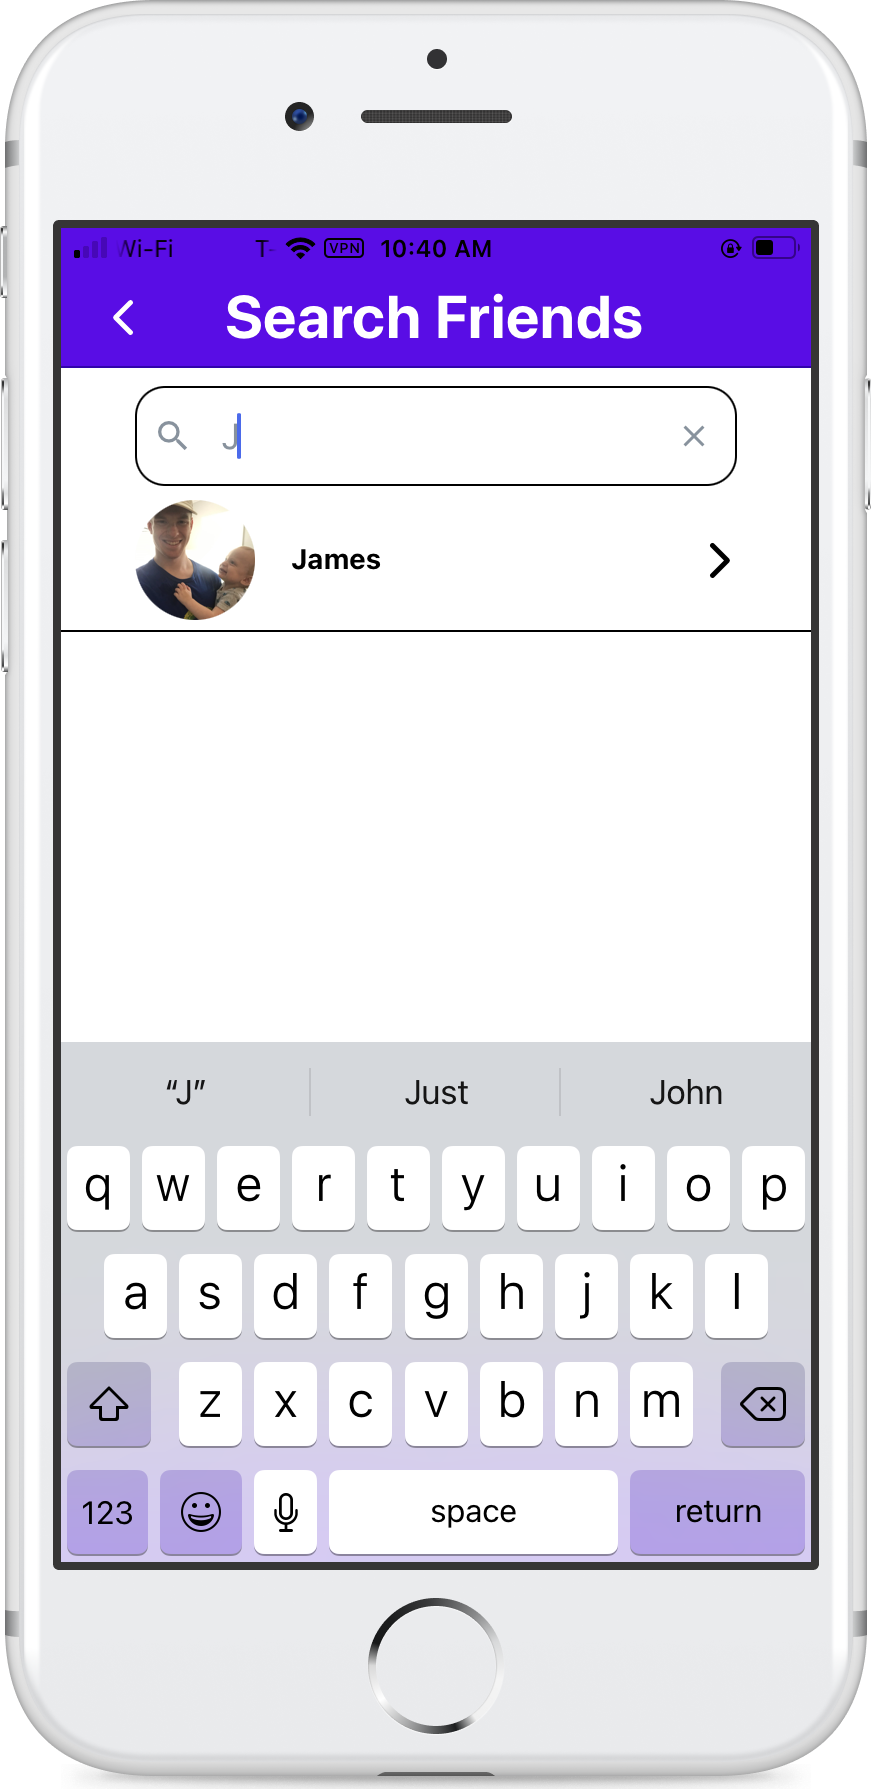 Wi-Fi T- VPN 10:40 AM
Search Friends
J
James
“J” Just John
q w e r t y u i o p
a s d f g h j k l
z x c v b n m
123 space return